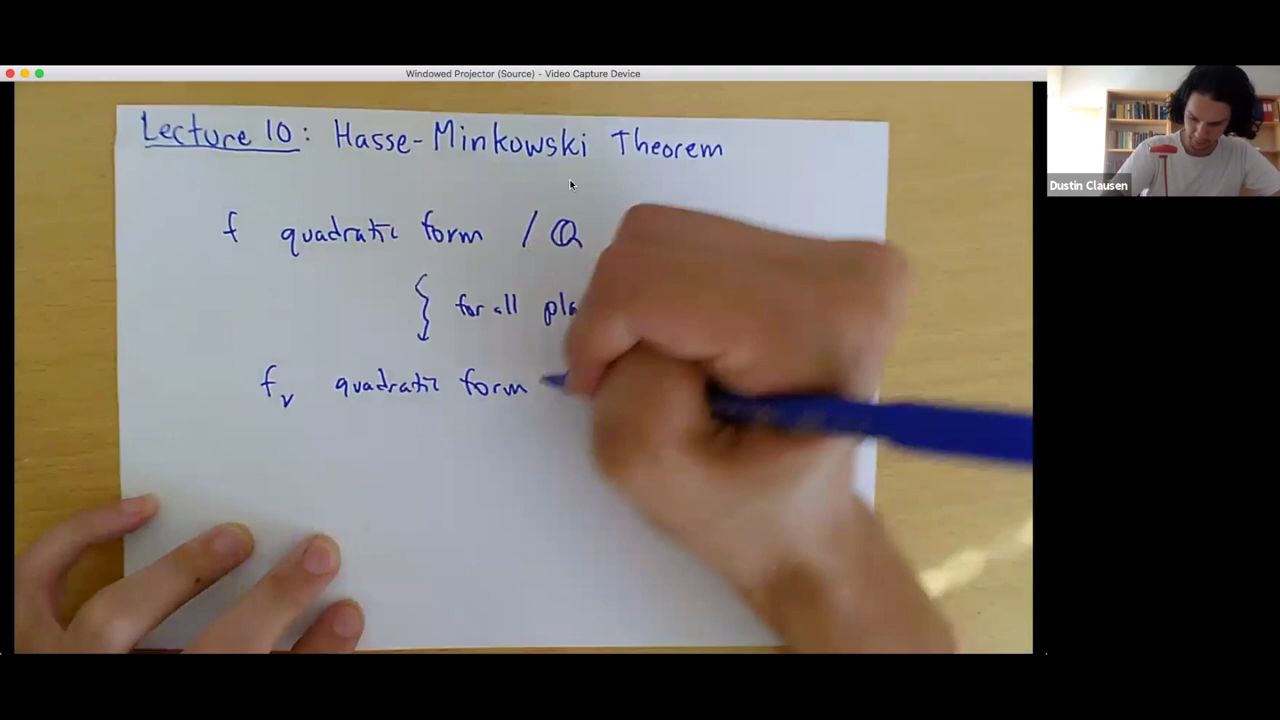 Windowed Projector (Source) - Video Capture Device
Lecture 10: Hasse-Minkowski Theorem
Dustin Clausen
f quadratic form / ℚ
for all
f_v quadratic form